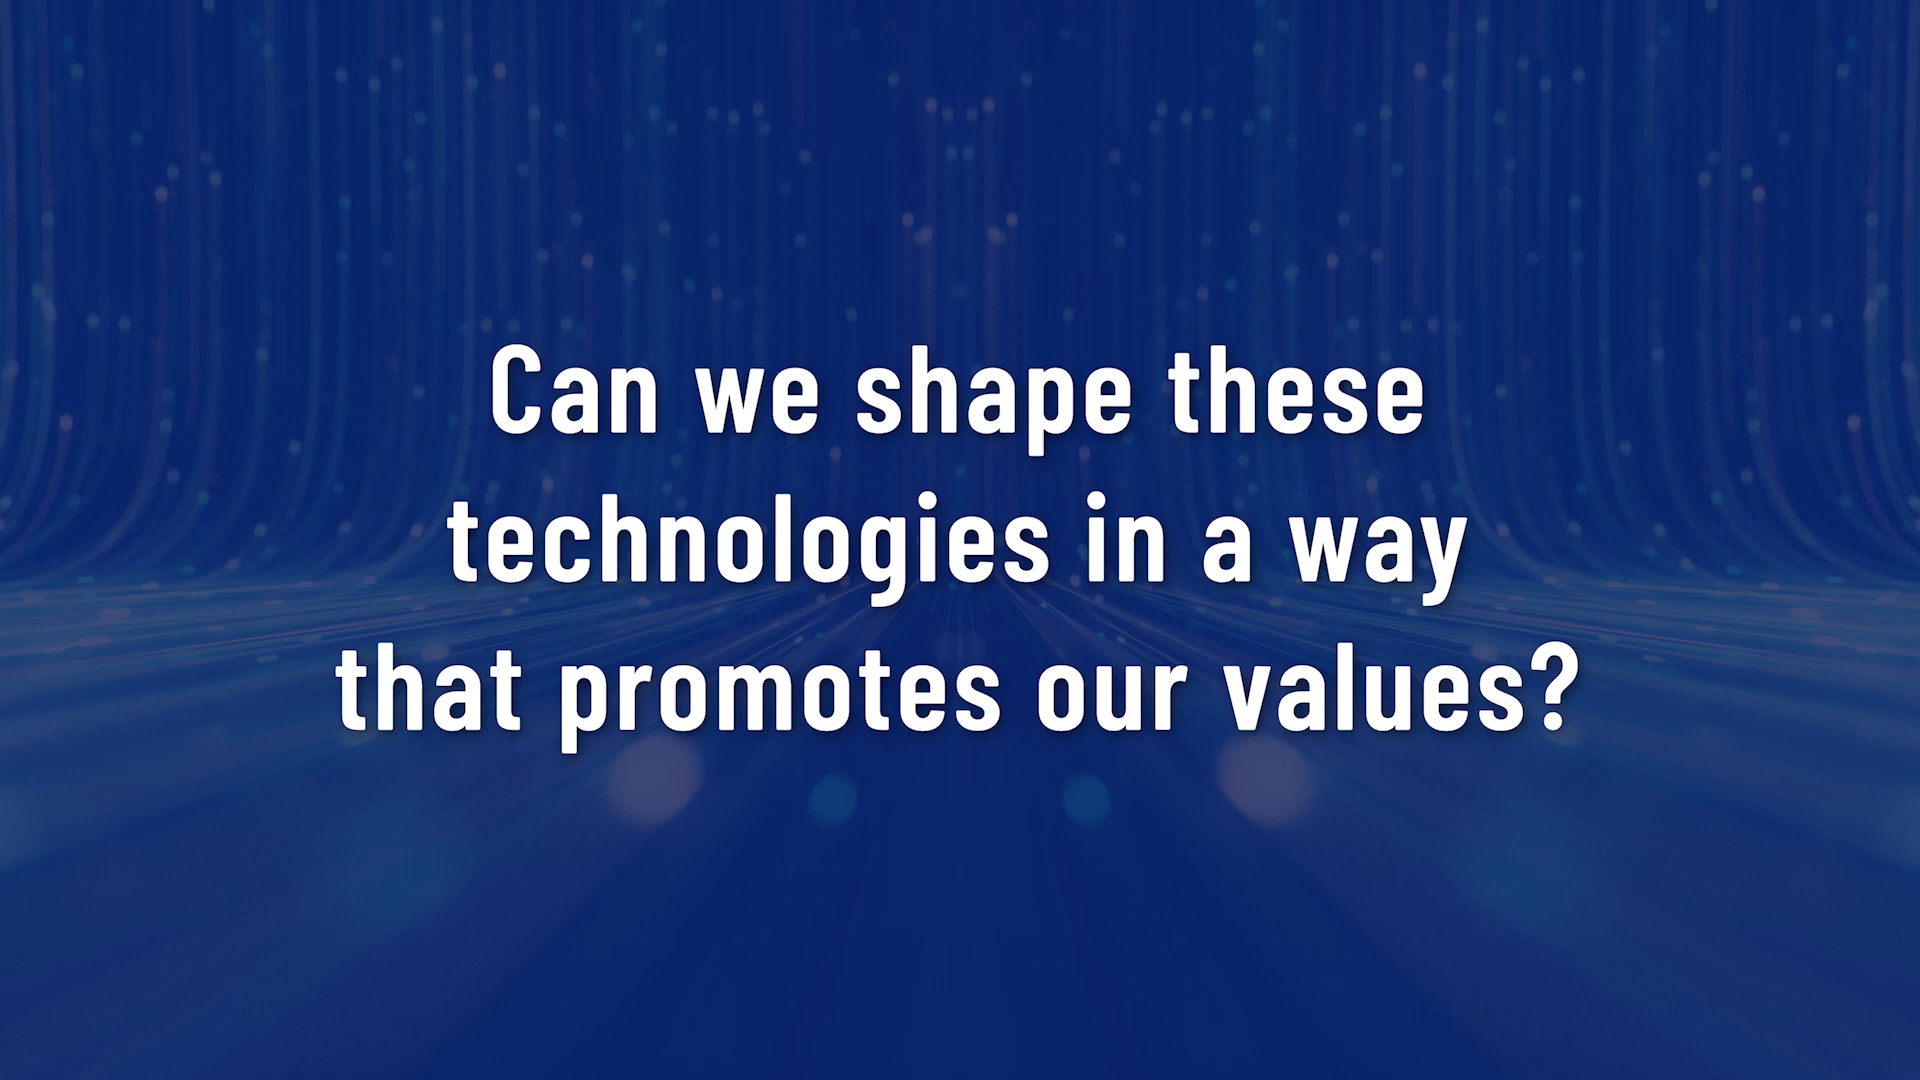 Can we shape these
technologies in a way
that promotes our values?